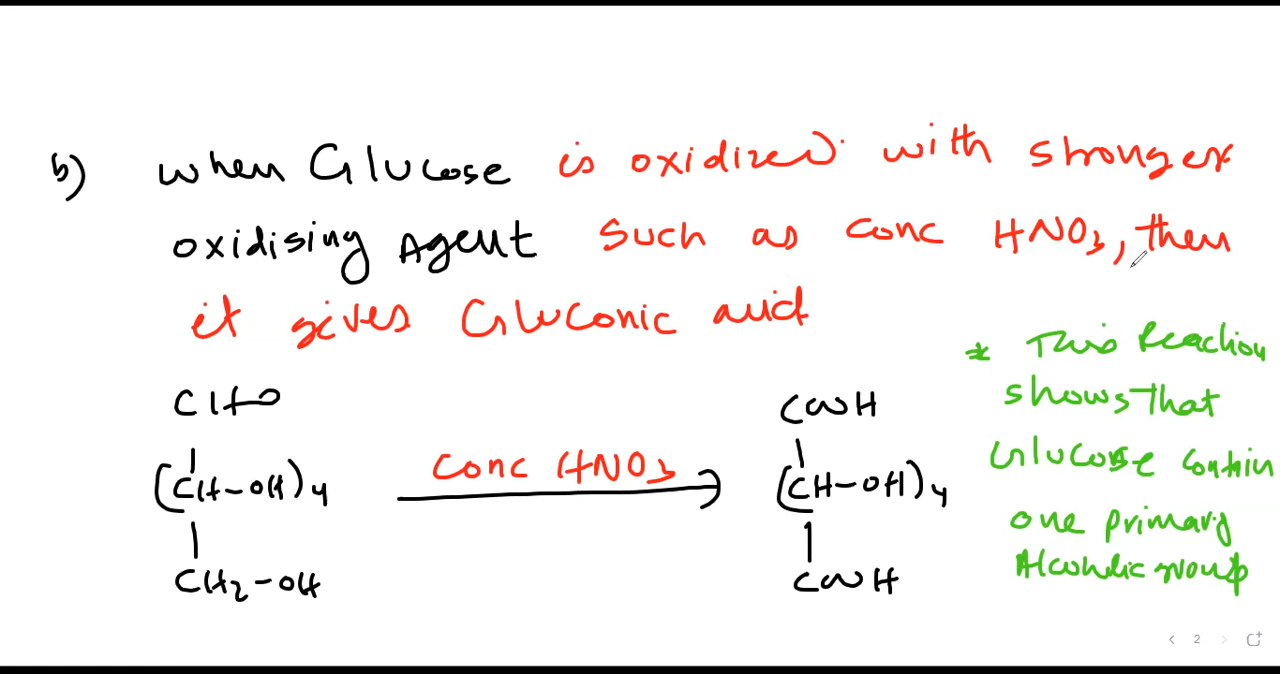 b) when Glucose is oxidized with stronger
oxidising Agent such as conc HNO3, then
it gives Gluconic acid
* This Reaction
shows that
Glucose contain
one primary
Alcoholic group
CHO
(CH-OH)4
CH2-OH
conc HNO3
COOH
(CH-OH)4
COOH
2